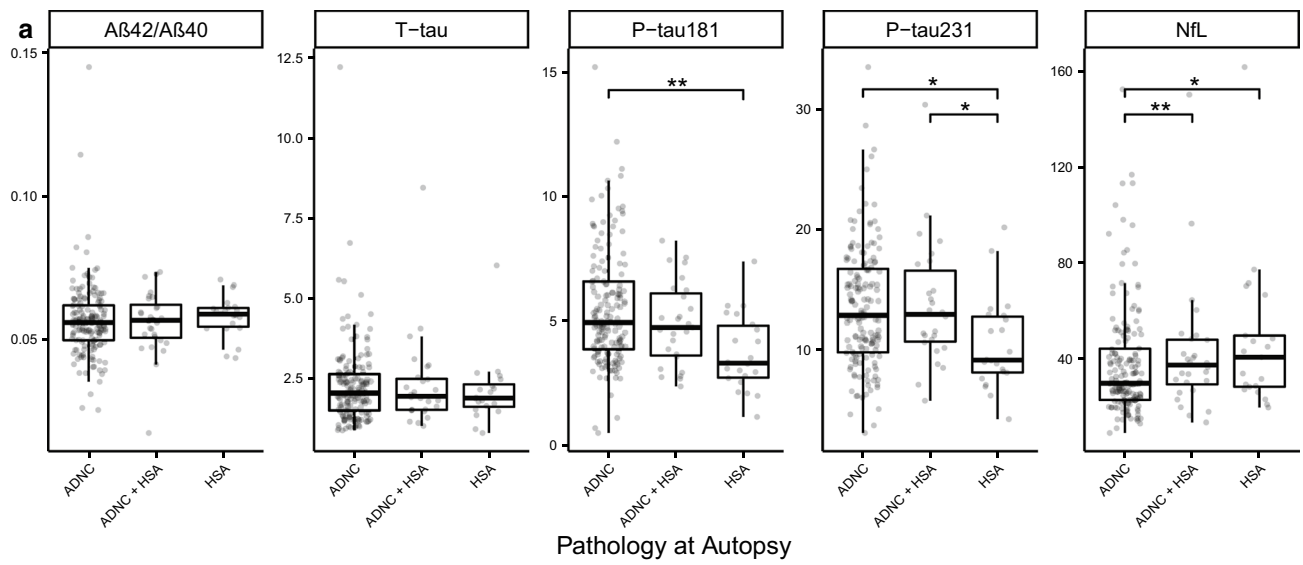 a
Aß42/Aß40
T−tau
P−tau181
P−tau231
NfL
0.15
0.10
0.05
12.5
10.0
7.5
5.0
2.5
15
10
5
0
30
20
10
160
120
80
40
**
*
*
*
**
ADNC
ADNC + HSA
HSA
ADNC
ADNC + HSA
HSA
ADNC
ADNC + HSA
HSA
ADNC
ADNC + HSA
HSA
ADNC
ADNC + HSA
HSA
Pathology at Autopsy